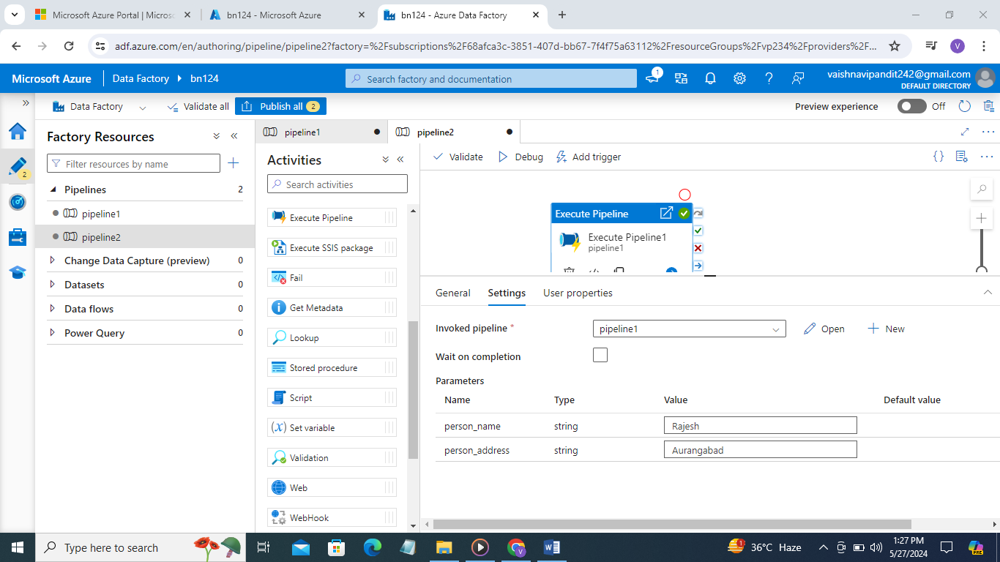 Microsoft Azure Portal | Micros
bn124 - Microsoft Azure
bn124 - Azure Data Factory
adf.azure.com/en/authoring/pipeline/pipeline2?factory=%2Fsubscriptions%2F68afca3c-3851-407d-bb67-7f4f75a63112%2FresourceGroups%2Fvp234%2Fproviders%2F...
V
Microsoft Azure
Data Factory
bn124
Search factory and documentation
1
vaishnavipandit242@gmail.com
DEFAULT DIRECTORY
Data Factory
Validate all
Publish all 2
Preview experience
Off
2
Factory Resources
Filter resources by name
Pipelines 2
pipeline1
pipeline2
Change Data Capture (preview) 0
Datasets 0
Data flows 0
Power Query 0
pipeline1
pipeline2
Activities
Search activities
Execute Pipeline
Execute SSIS package
Fail
Get Metadata
Lookup
Stored procedure
Script
(x) Set variable
Validation
Web
WebHook
Validate
Debug
Add trigger
{}
Execute Pipeline
Execute Pipeline1
pipeline1
General
Settings
User properties
Invoked pipeline *
pipeline1
Open
New
Wait on completion
Parameters
Name Type Value Default value
person_name string Rajesh
person_address string Aurangabad
Type here to search
36°C Haze
1:27 PM
5/27/2024
PRE